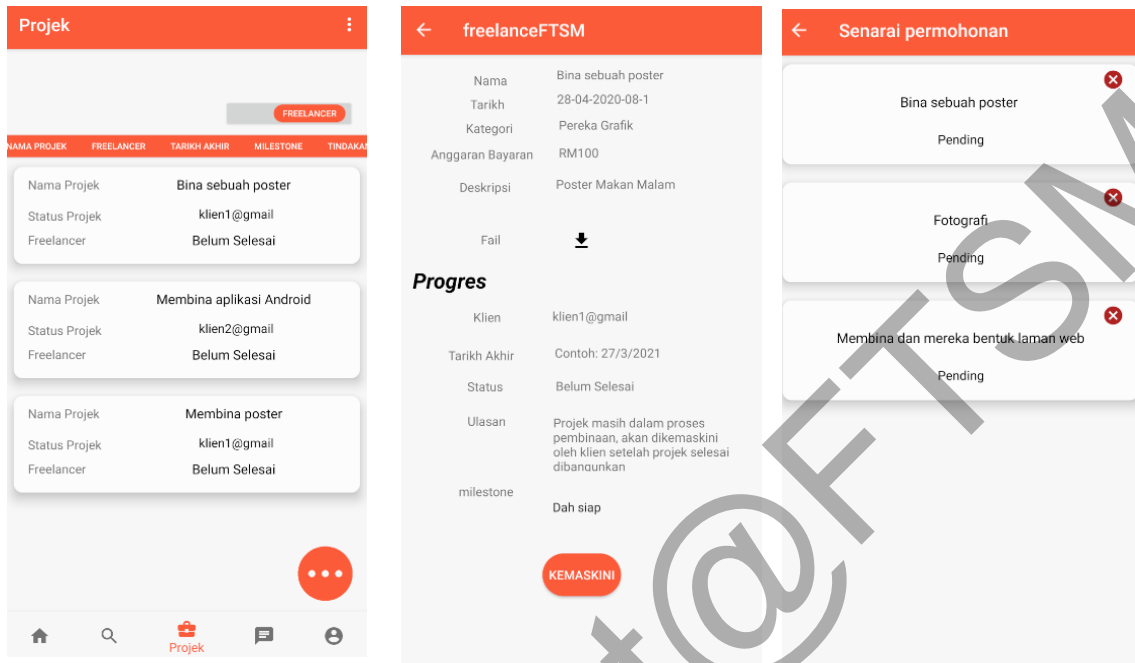 Projek
FREELANCER
NAMA PROJEK FREELANCER TARIKH AKHIR MILESTONE TINDAKAN
Nama Projek Bina sebuah poster
Status Projek klien1@gmail
Freelancer Belum Selesai
Nama Projek Membina aplikasi Android
Status Projek klien2@gmail
Freelancer Belum Selesai
Nama Projek Membina poster
Status Projek klien1@gmail
Freelancer Belum Selesai
Projek
freelanceFTSM
Nama Bina sebuah poster
Tarikh 28-04-2020-08-1
Kategori Pereka Grafik
Anggaran Bayaran RM100
Deskripsi Poster Makan Malam
Fail
Progres
Klien klien1@gmail
Tarikh Akhir Contoh: 27/3/2021
Status Belum Selesai
Ulasan Projek masih dalam proses
pembinaan, akan dikemaskini
oleh klien setelah projek selesai
dibangunkan
milestone Dah siap
KEMASKINI
Senarai permohonan
Bina sebuah poster
Pending
Fotografi
Pending
Membina dan mereka bentuk laman web
Pending
t@FTSM